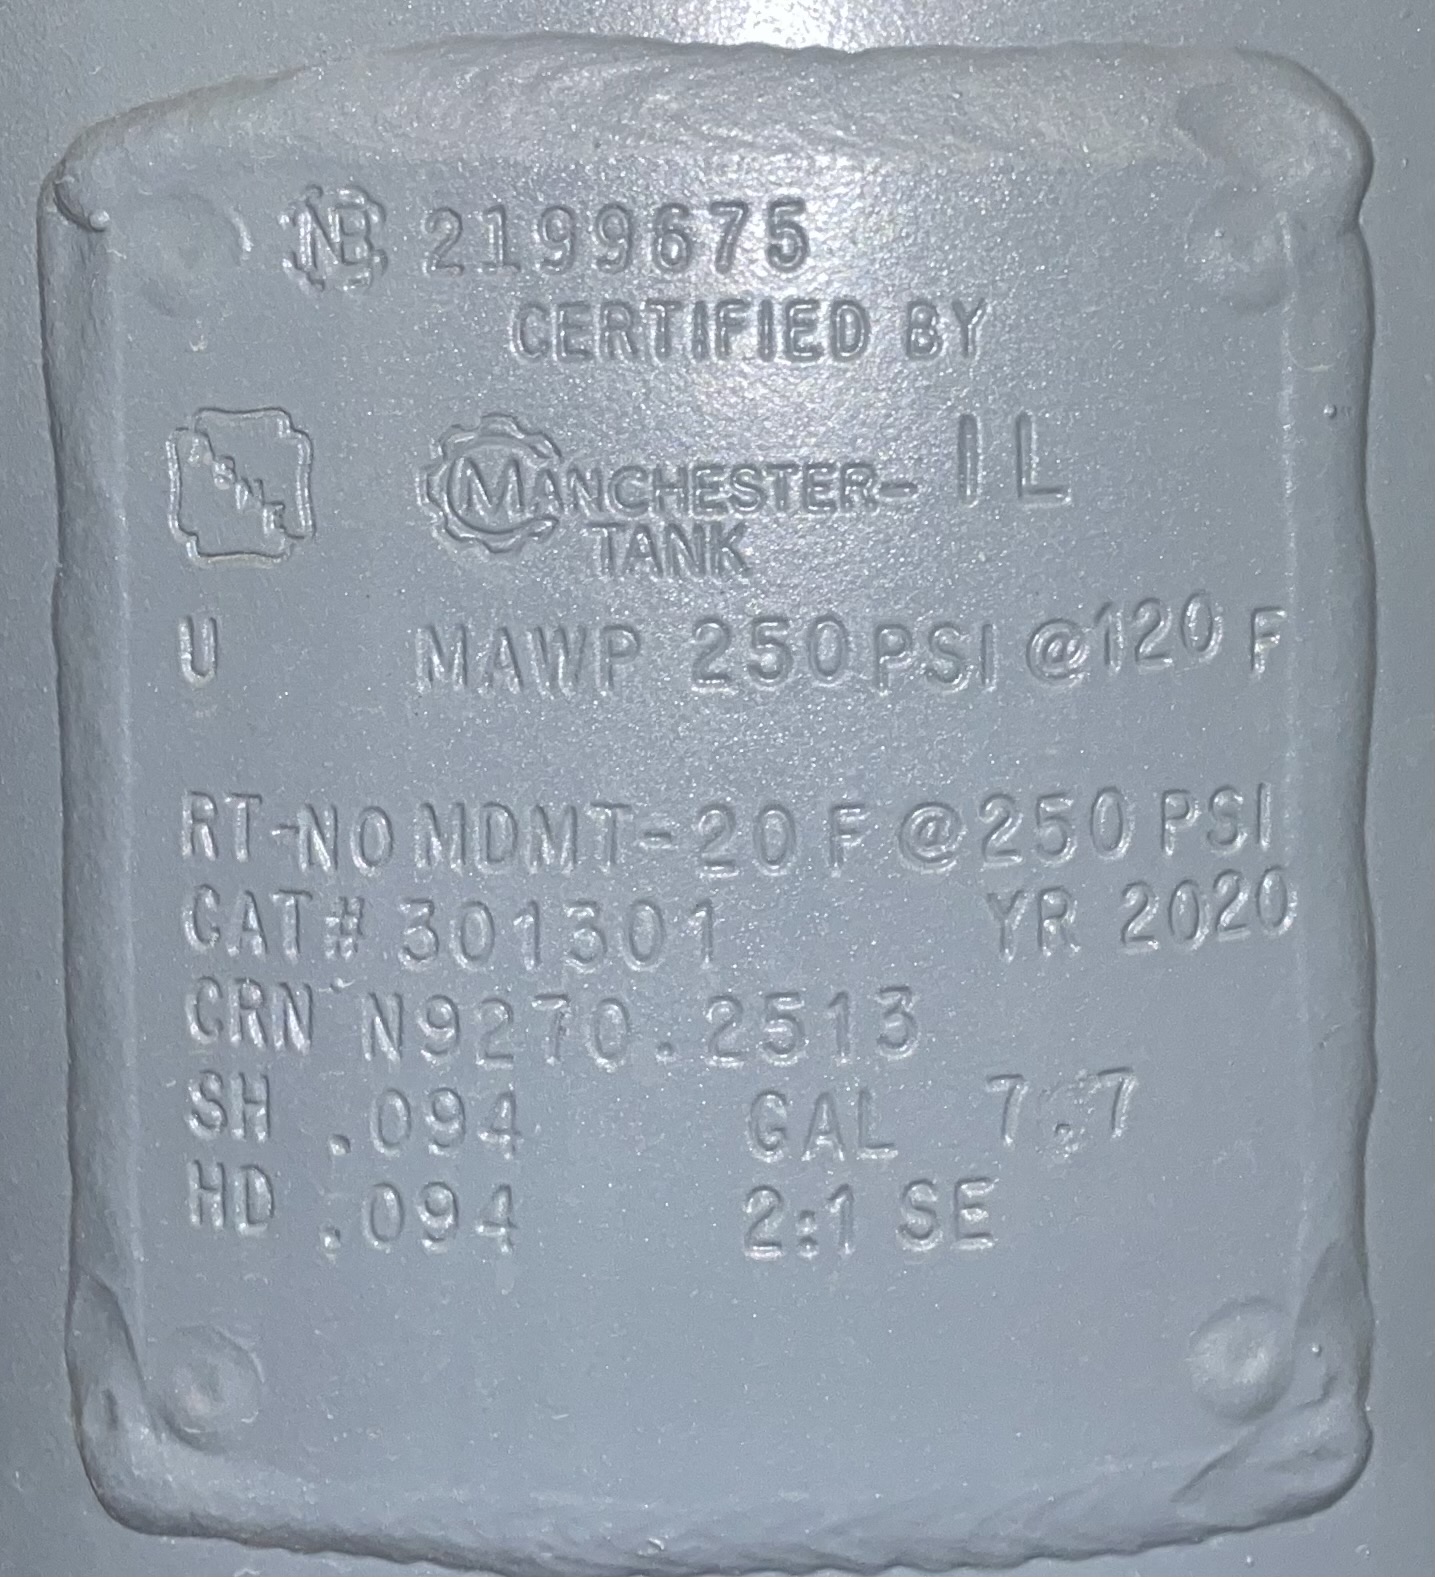 NB 2199675
CERTIFIED BY
ASME
MANCHESTER- IL
TANK
U MAWP 250 PSI @ 120 F
RT-NO MDMT-20 F @ 250 PSI
CAT# 301301 YR 2020
CRN N9270.2513
SH .094 GAL 7.7
HD .094 2:1 SE